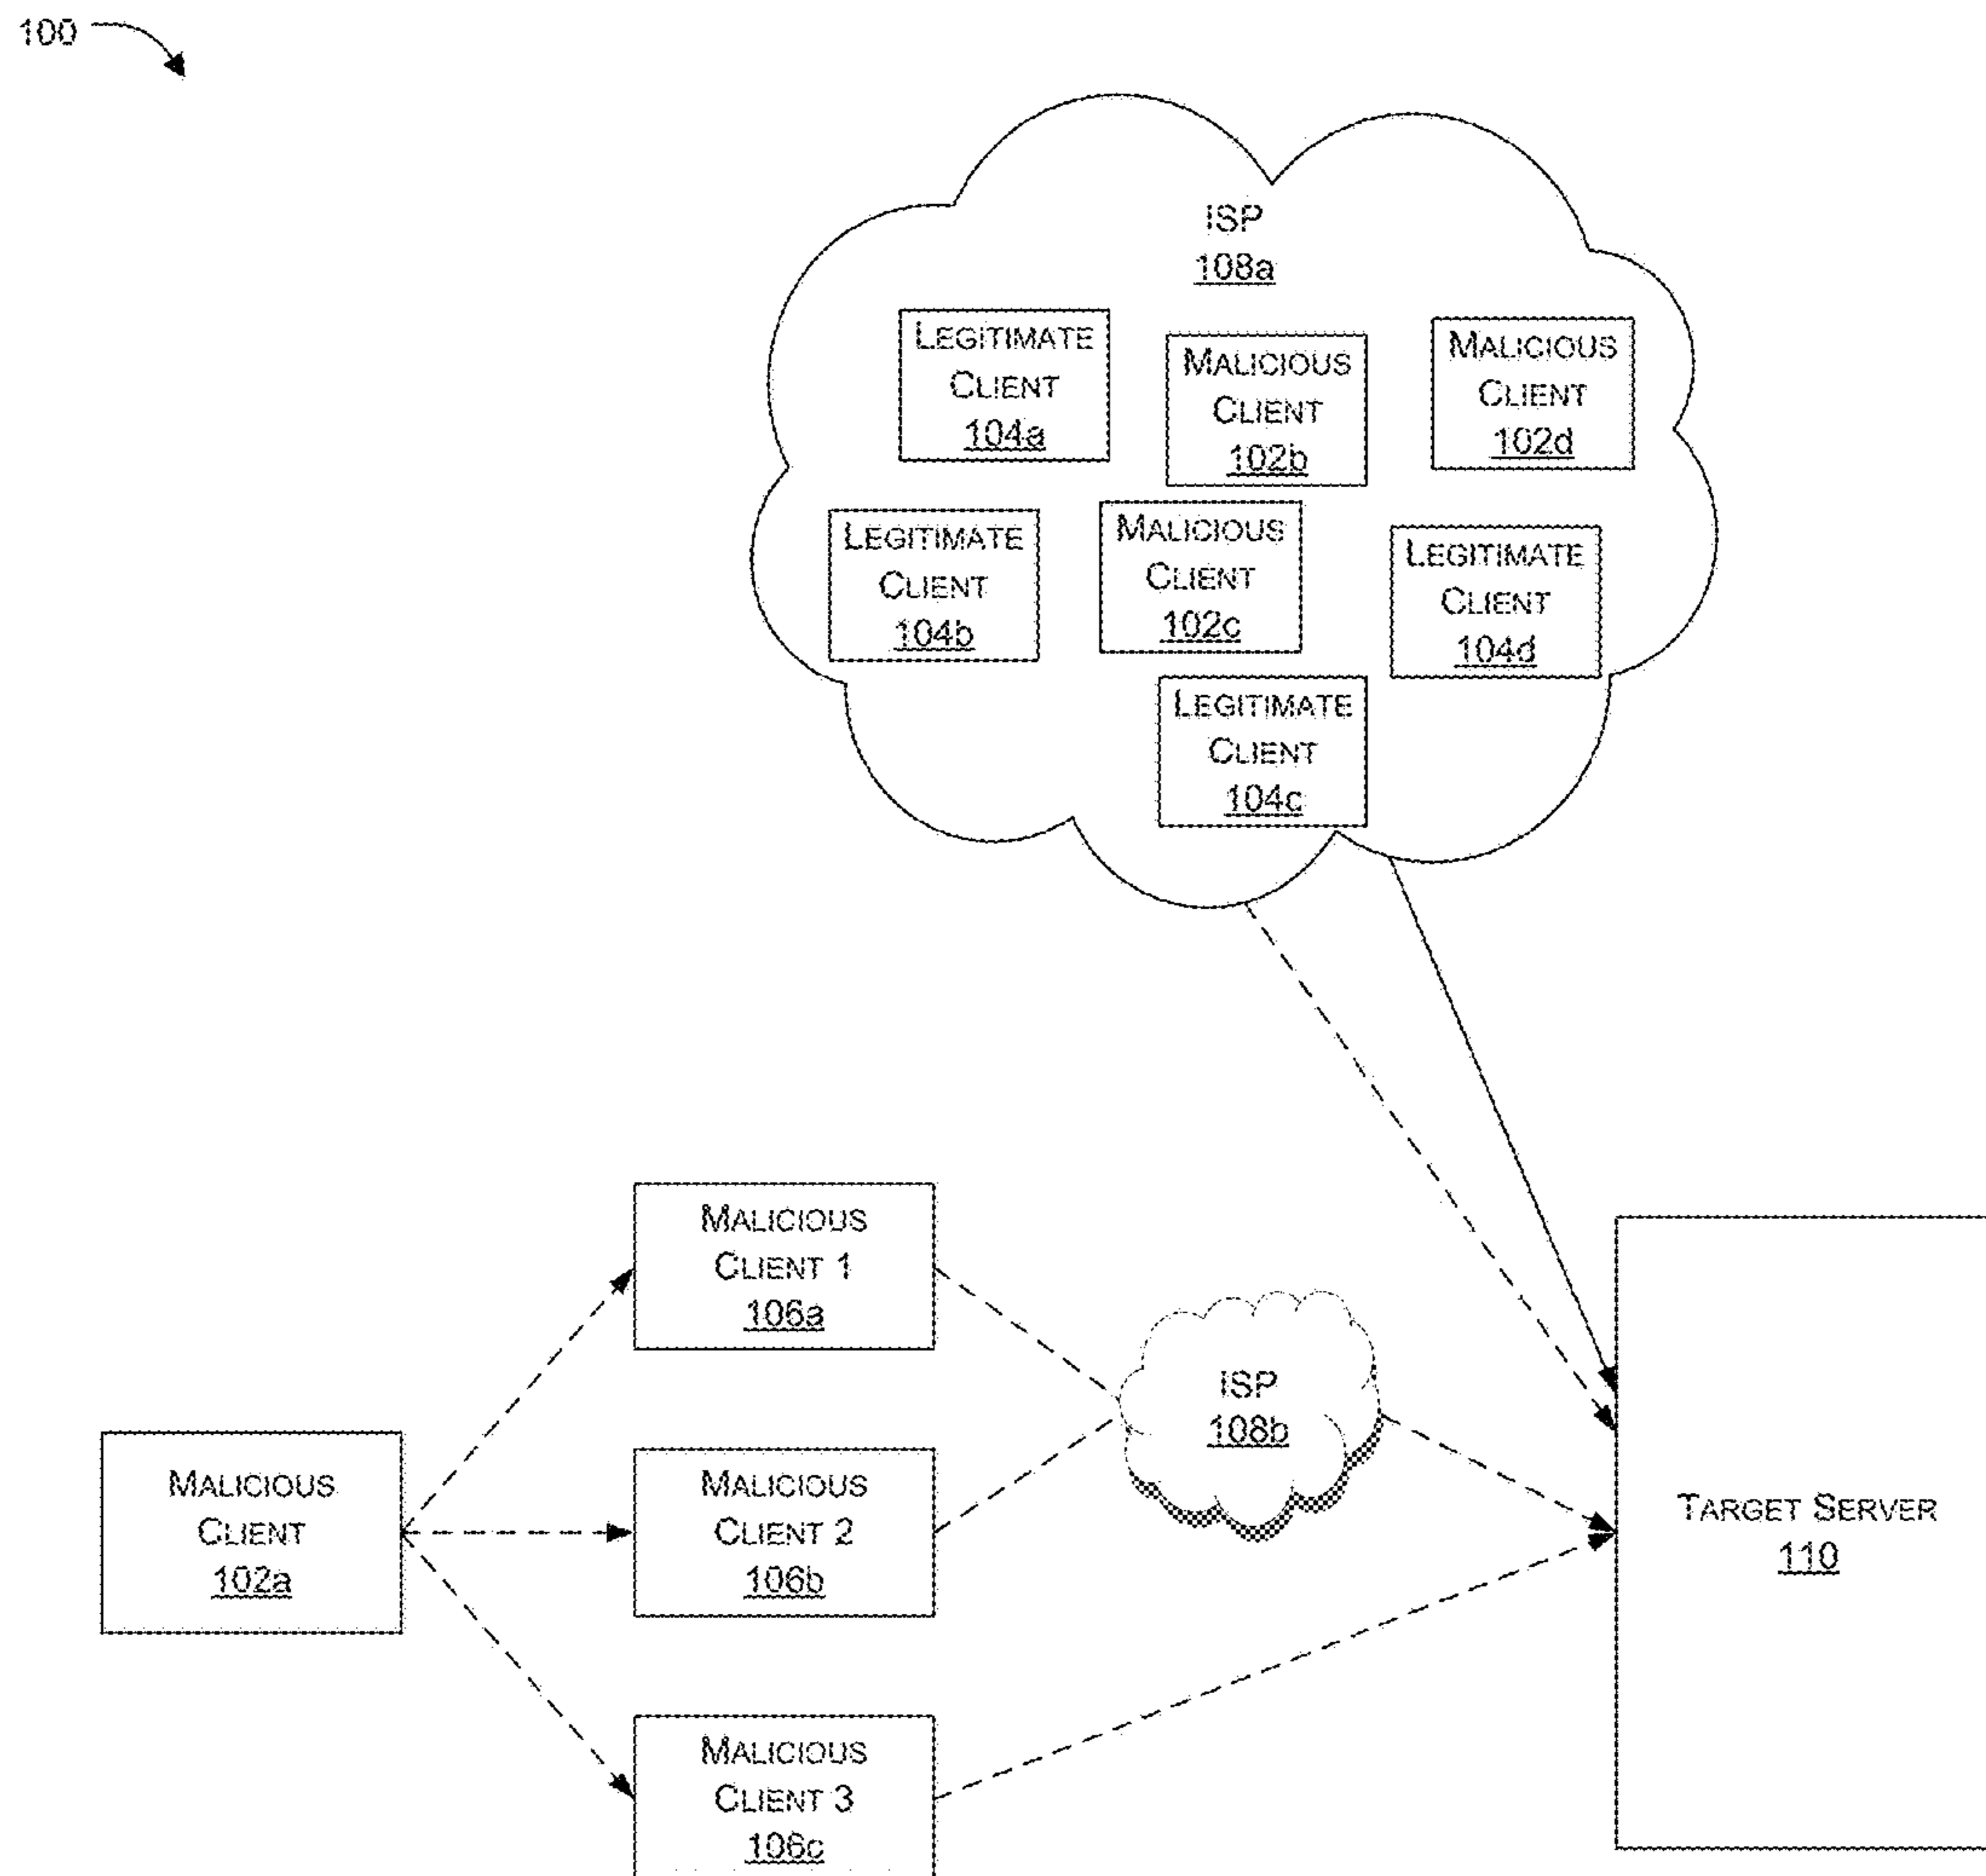 100
ISP
108a
LEGITIMATE
CLIENT
104a
MALICIOUS
CLIENT
102b
MALICIOUS
CLIENT
102d
LEGITIMATE
CLIENT
104b
MALICIOUS
CLIENT
102c
LEGITIMATE
CLIENT
104d
LEGITIMATE
CLIENT
104c
MALICIOUS
CLIENT 1
106a
ISP
108b
MALICIOUS
CLIENT
102a
MALICIOUS
CLIENT 2
106b
TARGET SERVER
110
MALICIOUS
CLIENT 3
106c